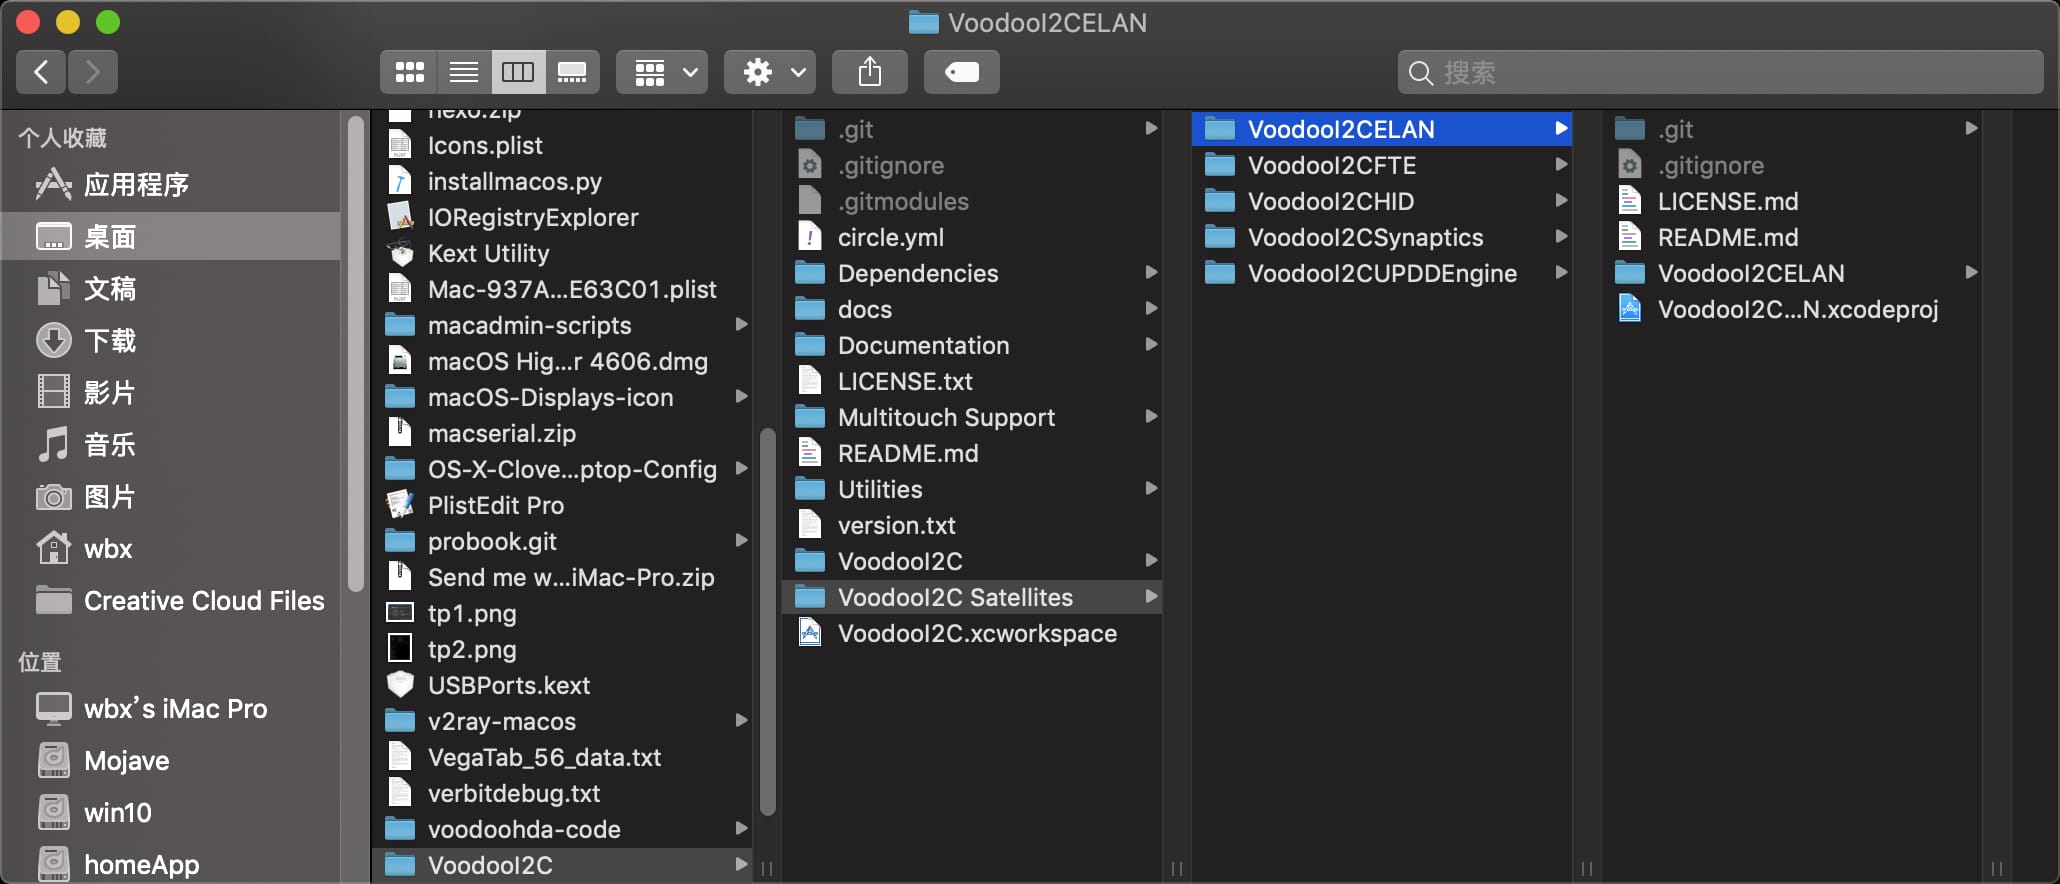 VoodooI2CELAN
搜索
个人收藏
应用程序
桌面
文稿
下载
影片
音乐
图片
wbx
Creative Cloud Files
位置
wbx's iMac Pro
Mojave
win10
homeApp
hexo.zip
Icons.plist
installmacos.py
IORegistryExplorer
Kext Utility
Mac-937A...E63C01.plist
macadmin-scripts
macOS Hig...r 4606.dmg
macOS-Displays-icon
macserial.zip
OS-X-Clove...ptop-Config
PlistEdit Pro
probook.git
Send me w...iMac-Pro.zip
tp1.png
tp2.png
USBPorts.kext
v2ray-macos
VegaTab_56_data.txt
verbitdebug.txt
voodoohda-code
VoodooI2C
.git
.gitignore
.gitmodules
circle.yml
Dependencies
docs
Documentation
LICENSE.txt
Multitouch Support
README.md
Utilities
version.txt
VoodooI2C
VoodooI2C Satellites
VoodooI2C.xcworkspace
VoodooI2CELAN
VoodooI2CFTE
VoodooI2CHID
VoodooI2CSynaptics
VoodooI2CUPDDEngine
.git
.gitignore
LICENSE.md
README.md
VoodooI2CELAN
VoodooI2C...N.xcodeproj